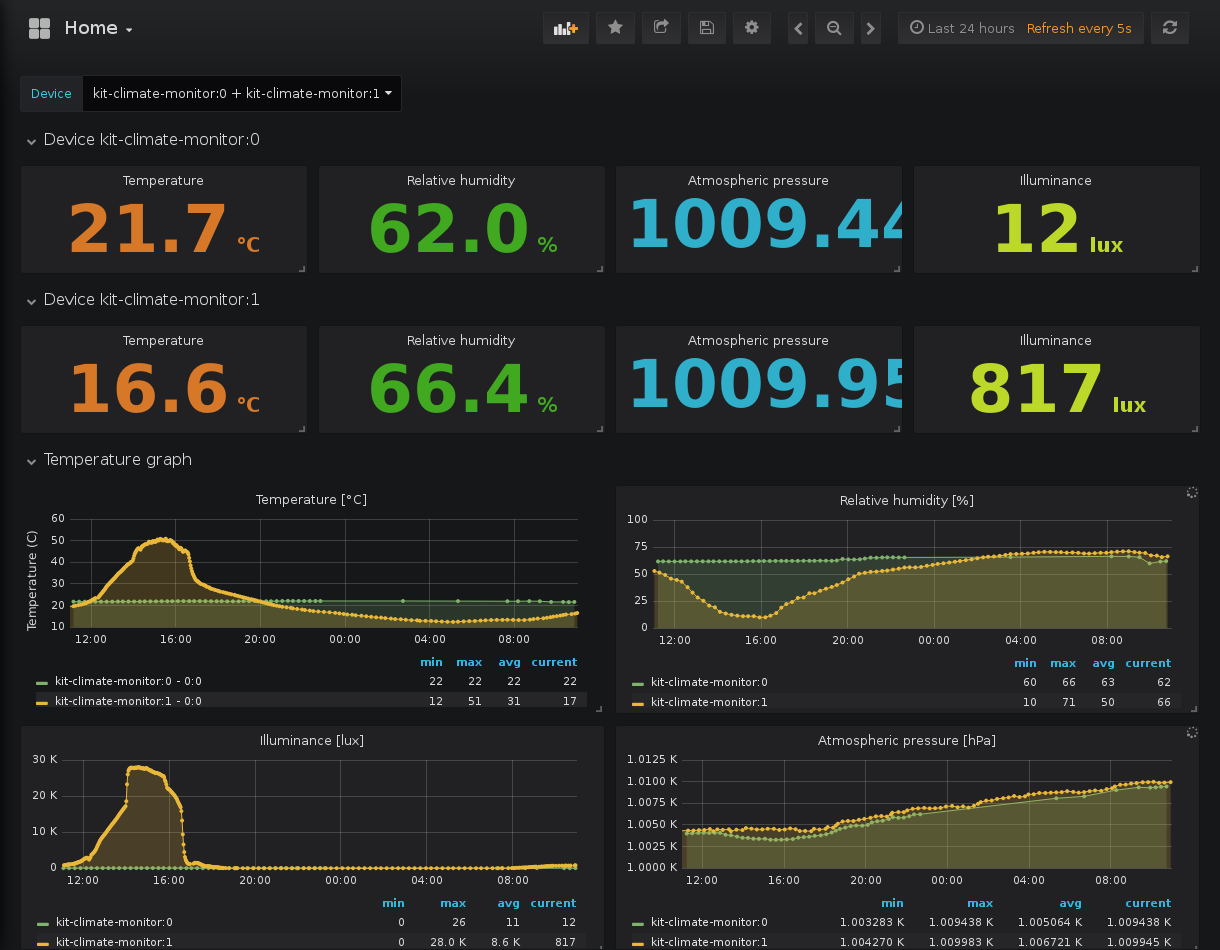 Home
Last 24 hours Refresh every 5s
Device kit-climate-monitor:0 + kit-climate-monitor:1
Device kit-climate-monitor:0
Temperature Relative humidity Atmospheric pressure Illuminance
21.7 °C 62.0 % 1009.44 12 lux
Device kit-climate-monitor:1
Temperature Relative humidity Atmospheric pressure Illuminance
16.6 °C 66.4 % 1009.95 817 lux
Temperature graph
Temperature [°C]
Temperature (C)
60
50
40
30
20
10
12:00 16:00 20:00 00:00 04:00 08:00
min max avg current
kit-climate-monitor:0 - 0:0 22 22 22 22
kit-climate-monitor:1 - 0:0 12 51 31 17
Relative humidity [%]
100
75
50
25
0
12:00 16:00 20:00 00:00 04:00 08:00
min max avg current
kit-climate-monitor:0 60 66 63 62
kit-climate-monitor:1 10 71 50 66
Illuminance [lux]
30 K
20 K
10 K
0
12:00 16:00 20:00 00:00 04:00 08:00
min max avg current
kit-climate-monitor:0 0 26 11 12
kit-climate-monitor:1 0 28.0 K 8.6 K 817
Atmospheric pressure [hPa]
1.0125 K
1.0100 K
1.0075 K
1.0050 K
1.0025 K
1.0000 K
12:00 16:00 20:00 00:00 04:00 08:00
min max avg current
kit-climate-monitor:0 1.003283 K 1.009438 K 1.005064 K 1.009438 K
kit-climate-monitor:1 1.004270 K 1.009983 K 1.006721 K 1.009945 K